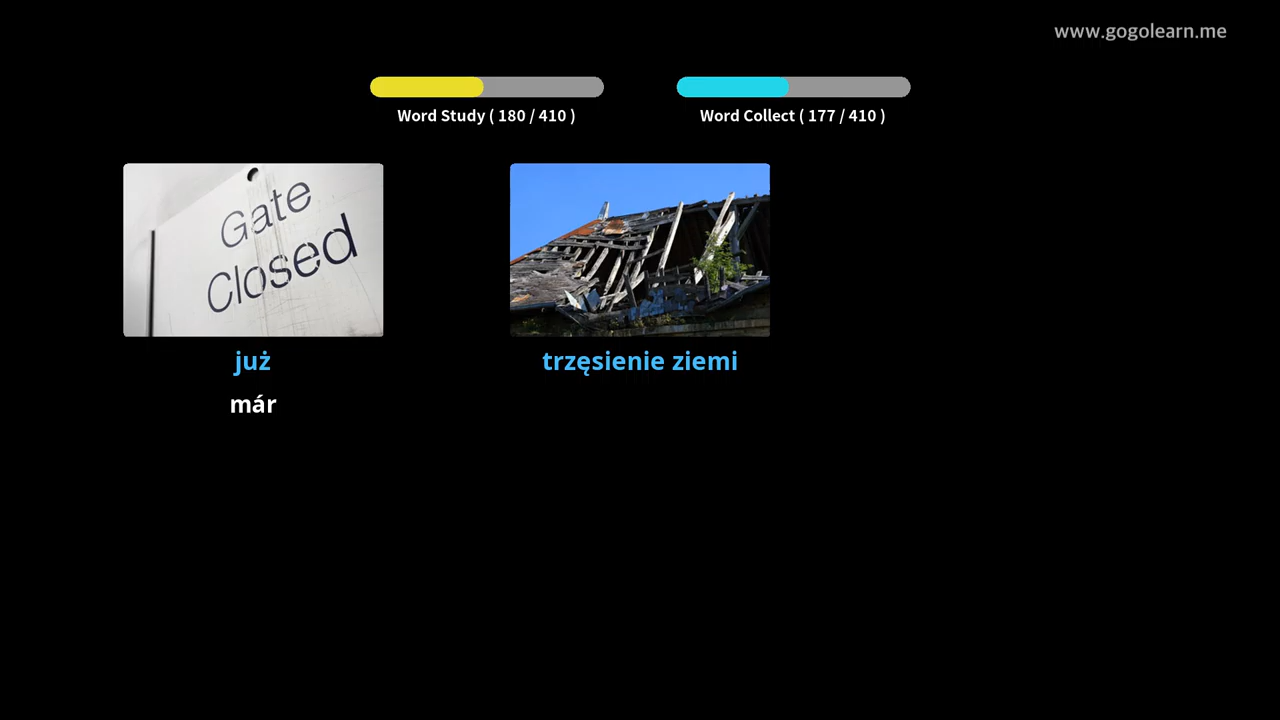 www.gogolearn.me
Word Study ( 180 / 410 )
Word Collect ( 177 / 410 )
Gate
Closed
już
trzęsienie ziemi
már